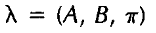 λ = (A, B, π)